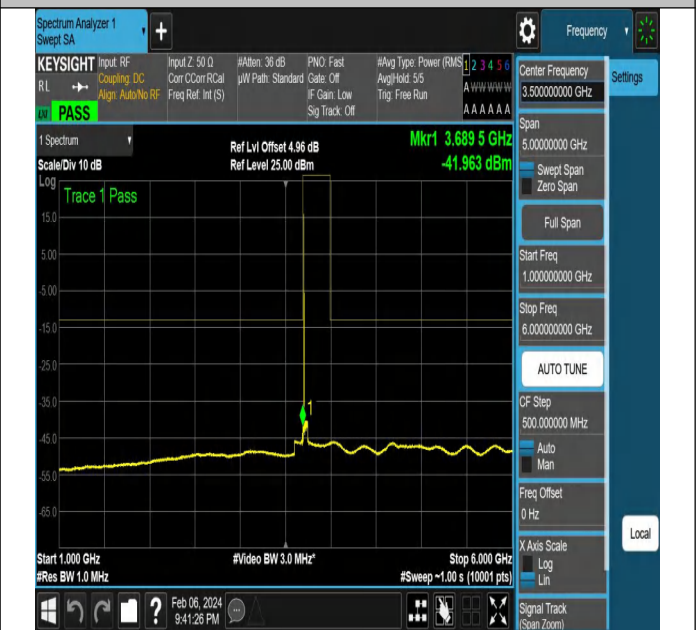 Spectrum Analyzer 1
Swept SA
+
Frequency
KEYSIGHT
Input: RF
Input Z: 50 Ω
#Atten: 36 dB
PNO: Fast
#Avg Type: Power (RMS
1 2 3 4 5 6
RL
Coupling: DC
Corr CCorr RCal
µW Path: Standard
Gate: Off
Avg|Hold: 5/5
A W W W W W
Align: Auto/No RF
Freq Ref: Int (S)
IF Gain: Low
Trig: Free Run
Sig Track: Off
A A A A A A
PASS
1 Spectrum
Scale/Div 10 dB
Ref Lvl Offset 4.96 dB
Ref Level 25.00 dBm
Mkr1 3.689 5 GHz
-41.963 dBm
Log
Trace 1 Pass
15.0
5.00
-5.00
-15.0
-25.0
-35.0
-45.0
-55.0
-65.0
1
Start 1.000 GHz
#Video BW 3.0 MHz*
Stop 6.000 GHz
#Res BW 1.0 MHz
#Sweep ~1.00 s (10001 pts)
?
Feb 06, 2024
9:41:26 PM
Center Frequency
3.500000000 GHz
Settings
Span
5.00000000 GHz
Swept Span
Zero Span
Full Span
Start Freq
1.000000000 GHz
Stop Freq
6.000000000 GHz
AUTO TUNE
CF Step
500.000000 MHz
Auto
Man
Freq Offset
0 Hz
Local
X Axis Scale
Log
Lin
Signal Track
(Span Zoom)